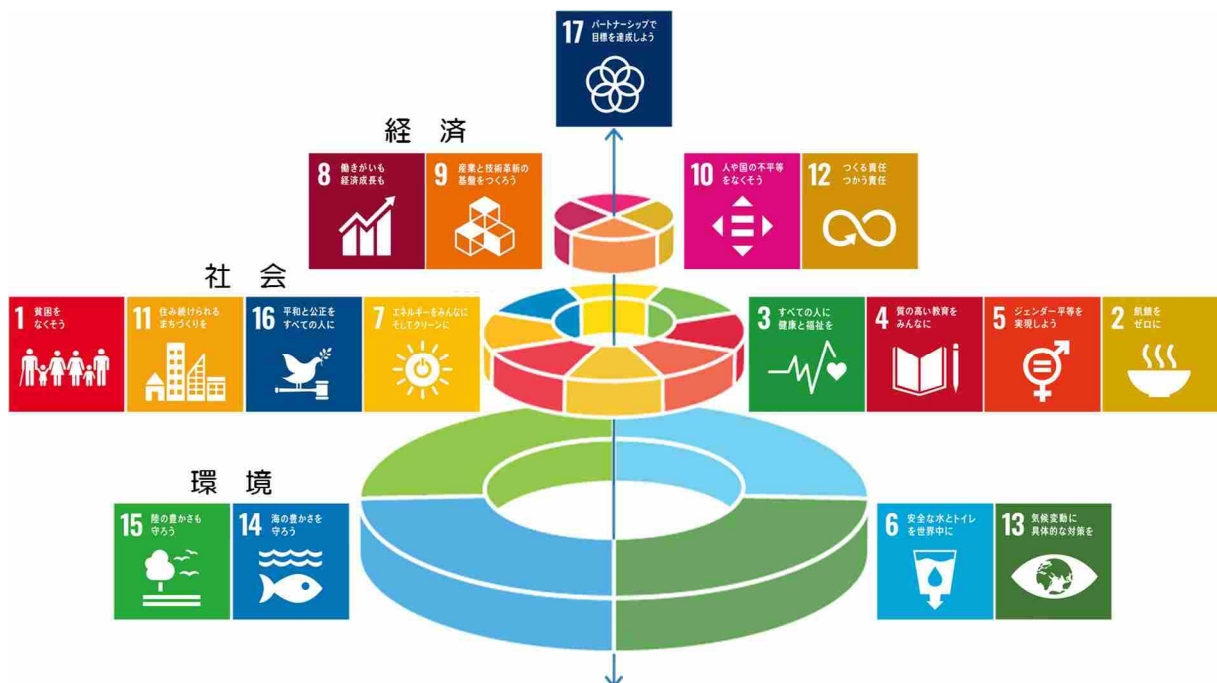 17 パートナーシップで
目標を達成しよう
経 済
8 働きがいも
経済成長も
9 産業と技術革新の
基盤をつくろう
10 人や国の不平等
をなくそう
12 つくる責任
つかう責任
社 会
1 貧困を
なくそう
11 住み続けられる
まちづくりを
16 平和と公正を
すべての人に
7 エネルギーをみんなに
そしてクリーンに
3 すべての人に
健康と福祉を
4 質の高い教育を
みんなに
5 ジェンダー平等を
実現しよう
2 飢餓を
ゼロに
環 境
15 陸の豊かさも
守ろう
14 海の豊かさを
守ろう
6 安全な水とトイレ
を世界中に
13 気候変動に
具体的な対策を